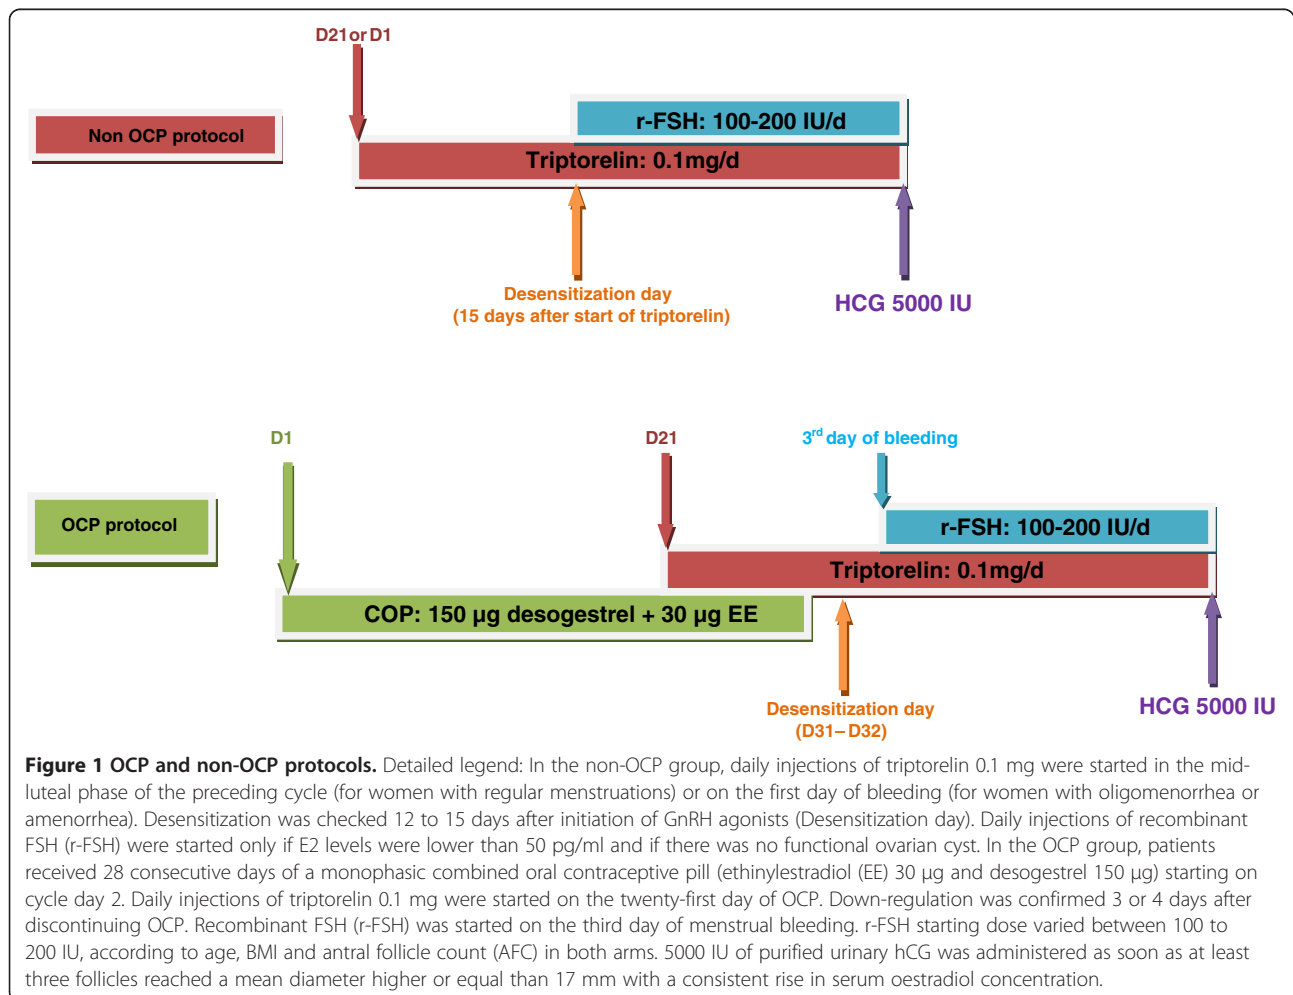 D21 or D1
Non OCP protocol
r-FSH: 100-200 IU/d
Triptorelin: 0.1mg/d
Desensitization day
(15 days after start of triptorelin)
HCG 5000 IU
D1
D21
3rd day of bleeding
OCP protocol
r-FSH: 100-200 IU/d
Triptorelin: 0.1mg/d
COP: 150 µg desogestrel + 30 µg EE
Desensitization day
(D31– D32)
HCG 5000 IU
Figure 1 OCP and non-OCP protocols. Detailed legend: In the non-OCP group, daily injections of triptorelin 0.1 mg were started in the mid-
luteal phase of the preceding cycle (for women with regular menstruations) or on the first day of bleeding (for women with oligomenorrhea or
amenorrhea). Desensitization was checked 12 to 15 days after initiation of GnRH agonists (Desensitization day). Daily injections of recombinant
FSH (r-FSH) were started only if E2 levels were lower than 50 pg/ml and if there was no functional ovarian cyst. In the OCP group, patients
received 28 consecutive days of a monophasic combined oral contraceptive pill (ethinylestradiol (EE) 30 µg and desogestrel 150 µg) starting on
cycle day 2. Daily injections of triptorelin 0.1 mg were started on the twenty-first day of OCP. Down-regulation was confirmed 3 or 4 days after
discontinuing OCP. Recombinant FSH (r-FSH) was started on the third day of menstrual bleeding. r-FSH starting dose varied between 100 to
200 IU, according to age, BMI and antral follicle count (AFC) in both arms. 5000 IU of purified urinary hCG was administered as soon as at least
three follicles reached a mean diameter higher or equal than 17 mm with a consistent rise in serum oestradiol concentration.